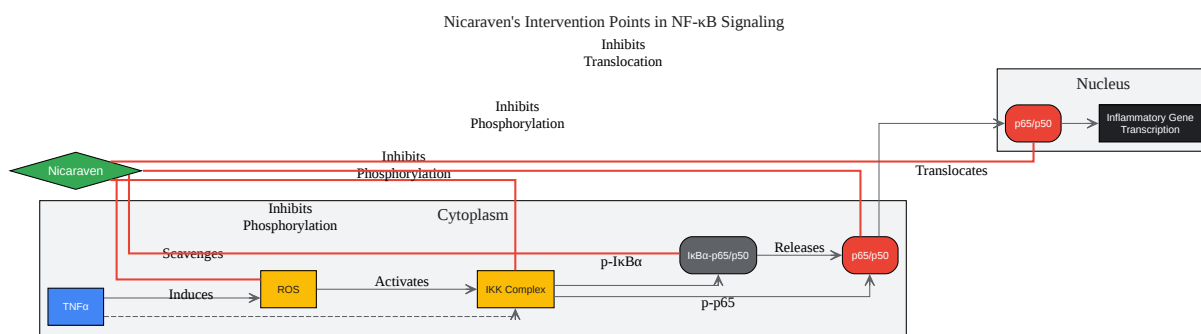 Nicaraven's Intervention Points in NF-κB Signaling
Inhibits
Translocation
Nucleus
Inhibits
Phosphorylation
p65/p50
Inflammatory Gene
Transcription
Inhibits
Phosphorylation
Nicaraven
Translocates
Inhibits
Phosphorylation
Cytoplasm
Scavenges
p-IκBα
IκBα-p65/p50
Releases
p65/p50
TNFα
Induces
ROS
Activates
IKK Complex
p-p65